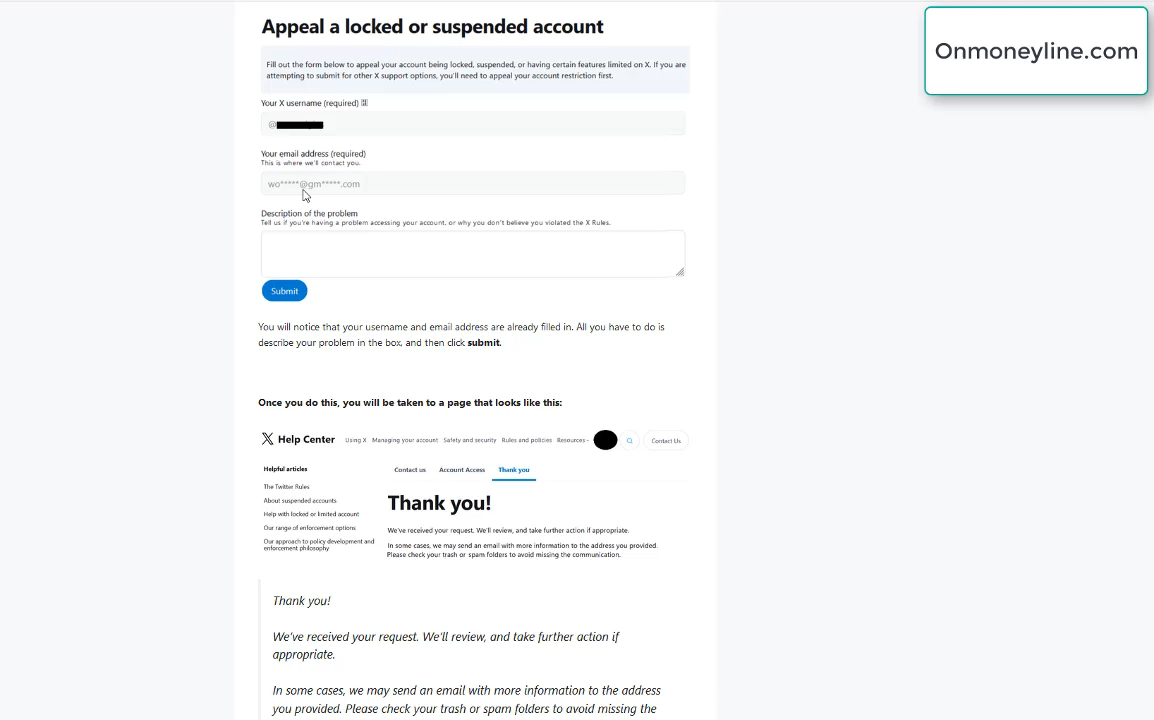 Appeal a locked or suspended account
Onmoneyline.com
Fill out the form below to appeal your account being locked, suspended, or having certain features limited on X. If you are
attempting to submit for other X support options, you'll need to appeal your account restriction first.
Your X username (required)
@
Your email address (required)
This is where we'll contact you.
wo*****@gm*****.com
Description of the problem
Tell us if you're having a problem accessing your account, or why you don't believe you violated the X Rules.
Submit
You will notice that your username and email address are already filled in. All you have to do is
describe your problem in the box, and then click submit.
Once you do this, you will be taken to a page that looks like this:
X Help Center Using X Managing your account Safety and security Rules and policies Resources Contact Us
Helpful articles
Contact us Account Access Thank you
The Twitter Rules
About suspended accounts
Help with locked or limited account
Our range of enforcement options
Our approach to policy development and
enforcement philosophy
Thank you!
We've received your request. We'll review, and take further action if appropriate.
In some cases, we may send an email with more information to the address you provided.
Please check your trash or spam folders to avoid missing the communication.
Thank you!
We've received your request. We'll review, and take further action if
appropriate.
In some cases, we may send an email with more information to the address
you provided. Please check your trash or spam folders to avoid missing the